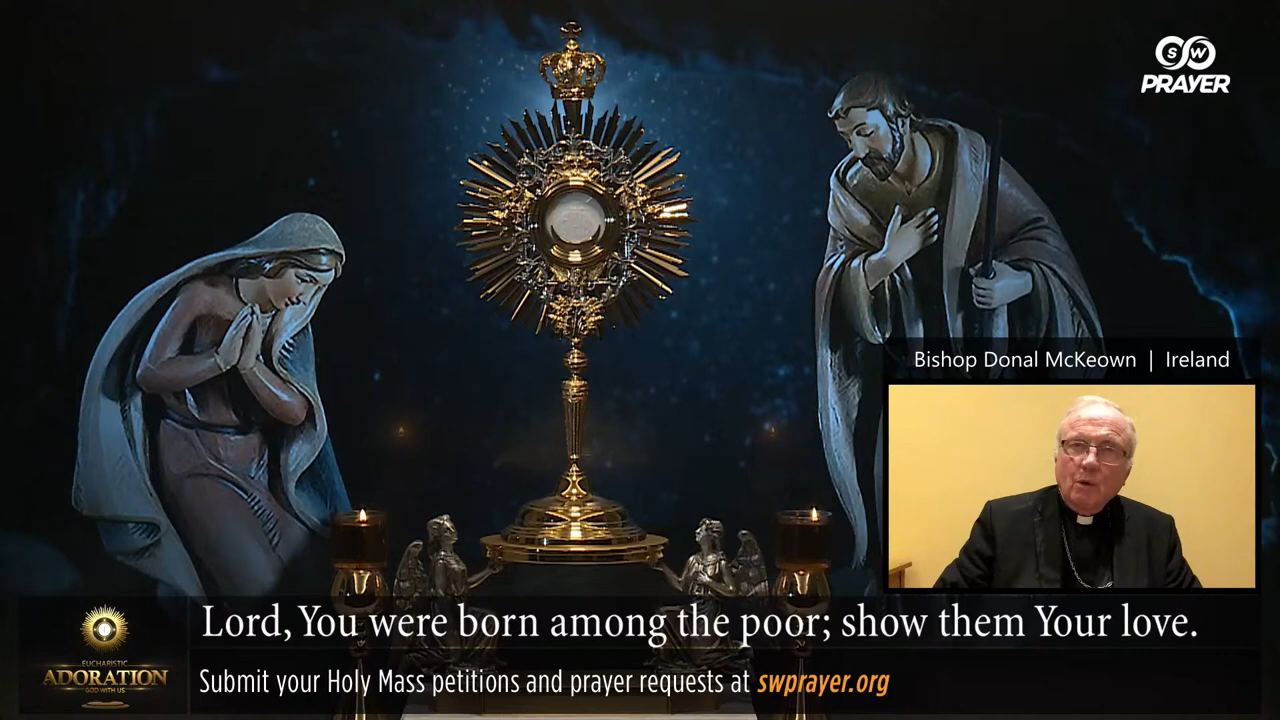 SW
PRAYER
Bishop Donal McKeown | Ireland
Lord, You were born among the poor; show them Your love.
EUCHARISTIC
ADORATION
GOD WITH US
Submit your Holy Mass petitions and prayer requests at swprayer.org